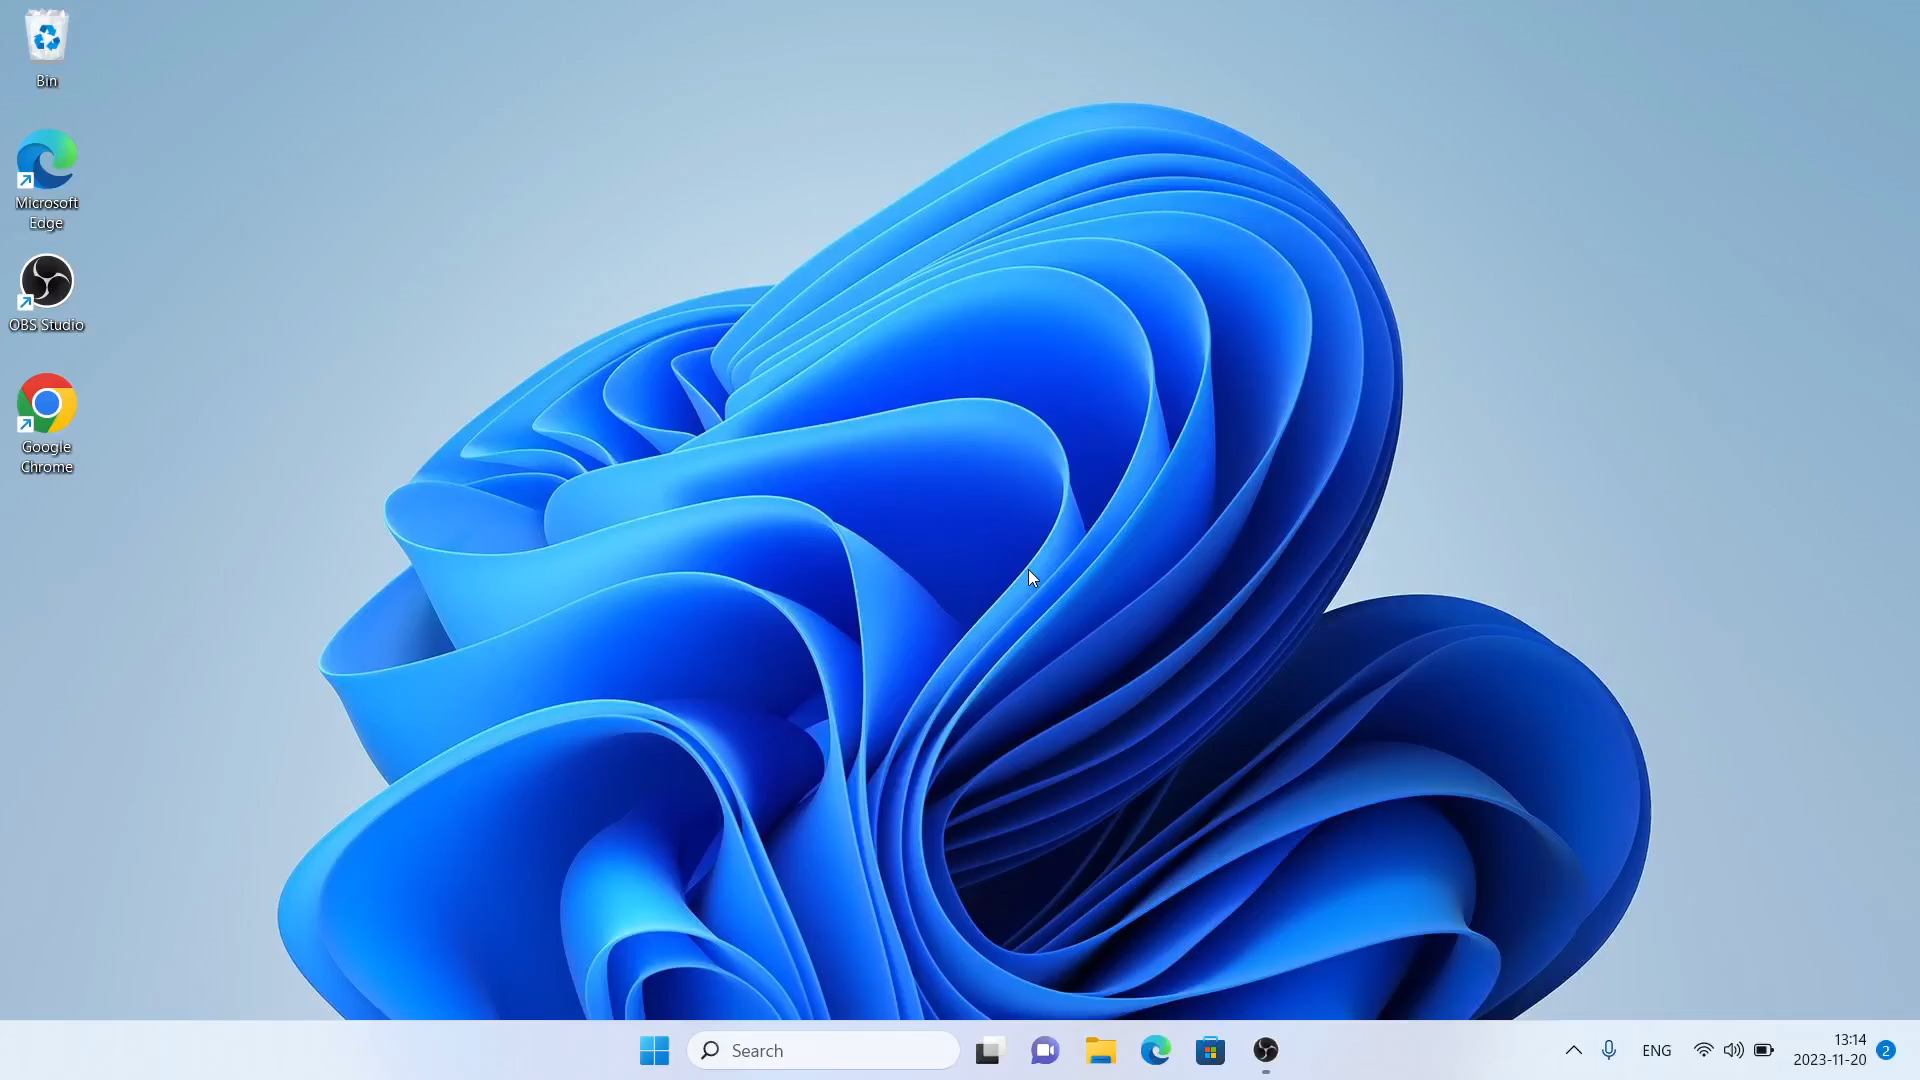 Bin
Microsoft
Edge
OBS Studio
Google
Chrome
Search
ENG
13:14
2023-11-20
2